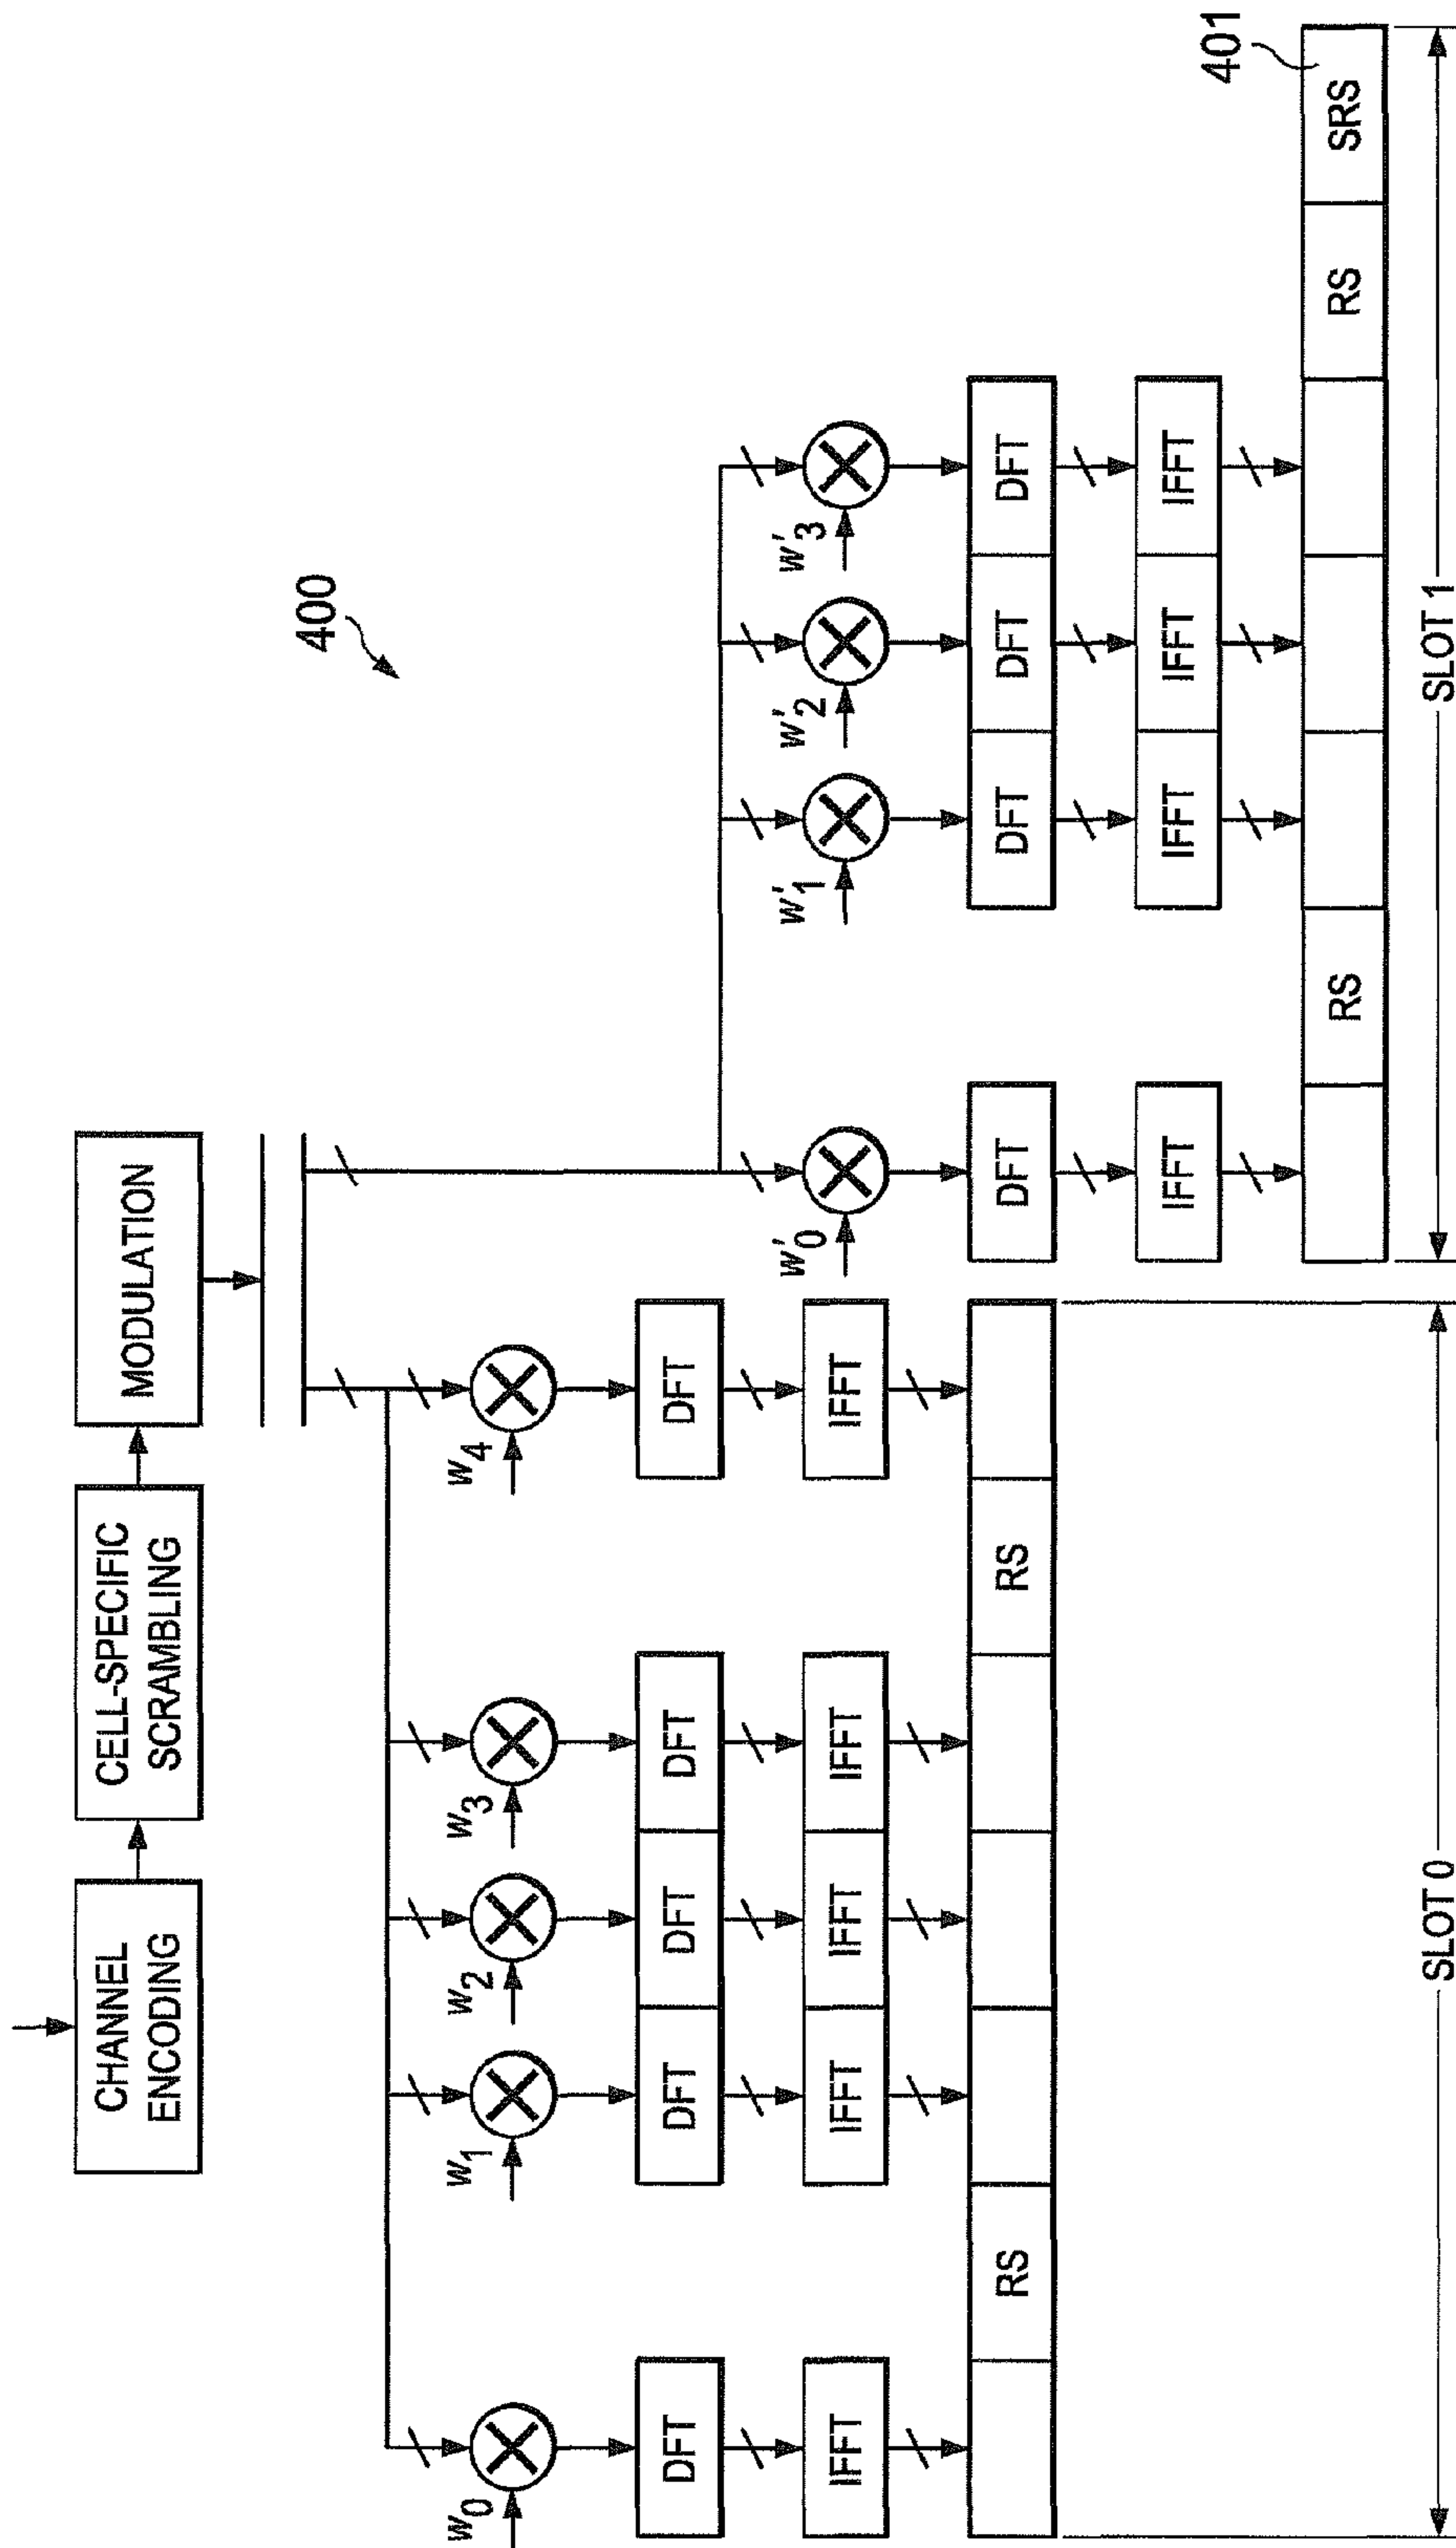 CHANNEL
ENCODING
CELL-SPECIFIC
SCRAMBLING
MODULATION
400
w0 w1 w2 w3 w4
DFT DFT DFT DFT DFT
IFFT IFFT IFFT IFFT IFFT
RS RS
SLOT 0
w'0 w'1 w'2 w'3
DFT DFT DFT DFT
IFFT IFFT IFFT IFFT
401
RS RS SRS
SLOT 1